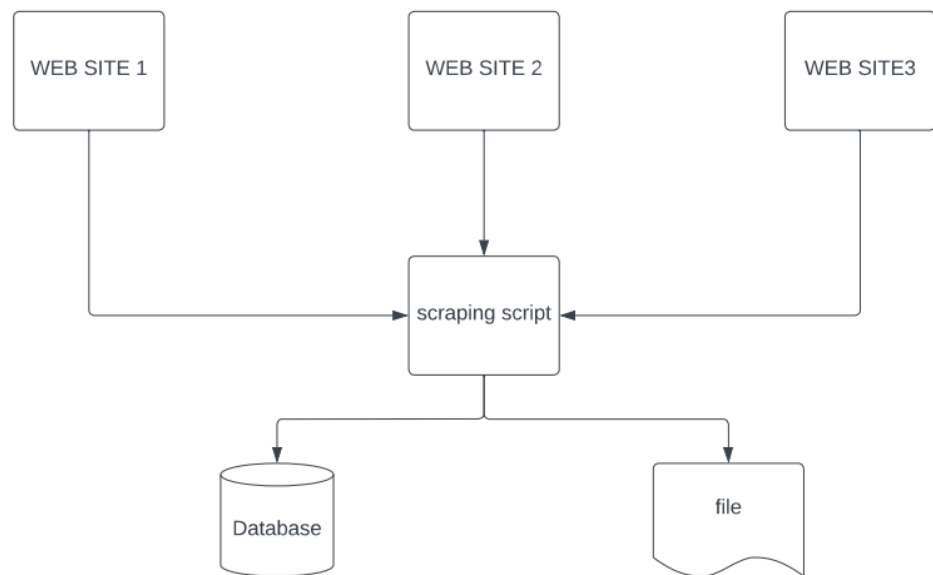 WEB SITE 1
WEB SITE 2
WEB SITE3
scraping script
Database
file